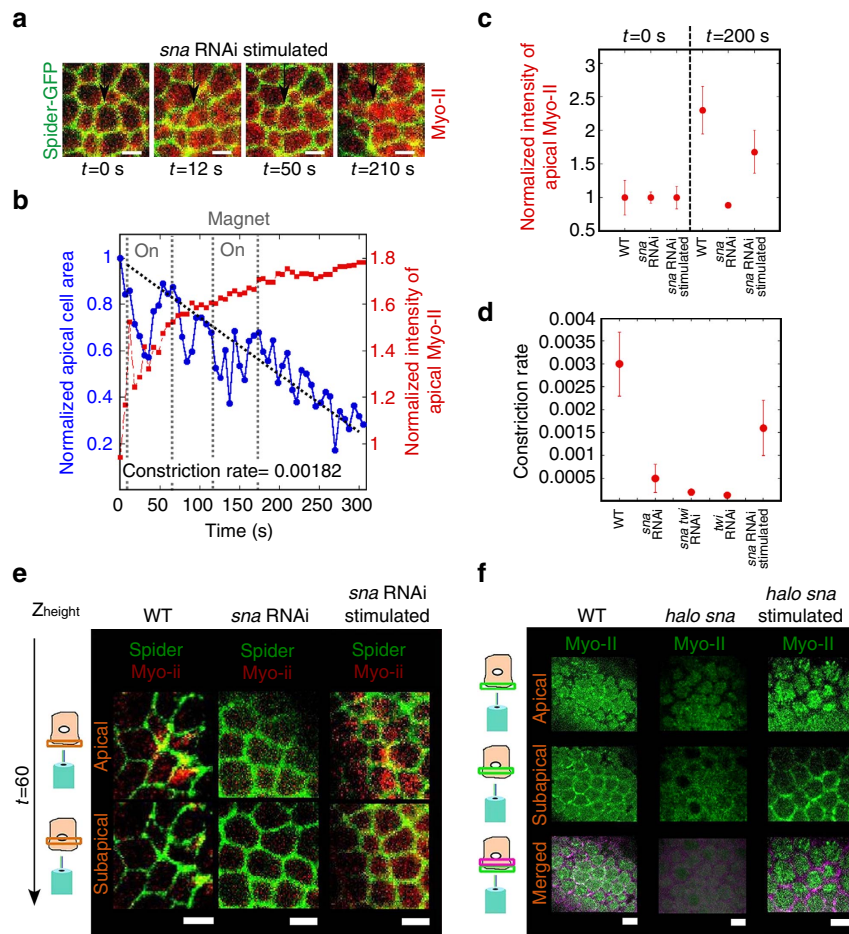 a
sna RNAi stimulated
Spider-GFP
Myo-II
t=0 s
t=12 s
t=50 s
t=210 s
b
Magnet
On
On
Normalized apical cell area
1
0.8
0.6
0.4
0.2
Normalized intensity of
apical Myo-II
1.8
1.6
1.4
1.2
1
Constriction rate= 0.00182
0
50
100
150
200
250
300
Time (s)
c
t=0 s
t=200 s
Normalized intensity of
apical Myo-II
3
2.5
2
1.5
1
0.5
WT
sna
RNAi
sna RNAi
stimulated
WT
sna
RNAi
sna RNAi
stimulated
d
Constriction rate
0.004
0.0035
0.003
0.0025
0.002
0.0015
0.001
0.0005
WT
sna
RNAi
sna twi
RNAi
twi
RNAi
sna RNAi
stimulated
e
Zheight
t=60
WT
sna RNAi
sna RNAi
stimulated
Spider
Myo-ii
Spider
Myo-ii
Spider
Myo-ii
Apical
Subapical
f
WT
halo sna
halo sna
stimulated
Myo-II
Myo-II
Myo-II
Apical
Subapical
Merged